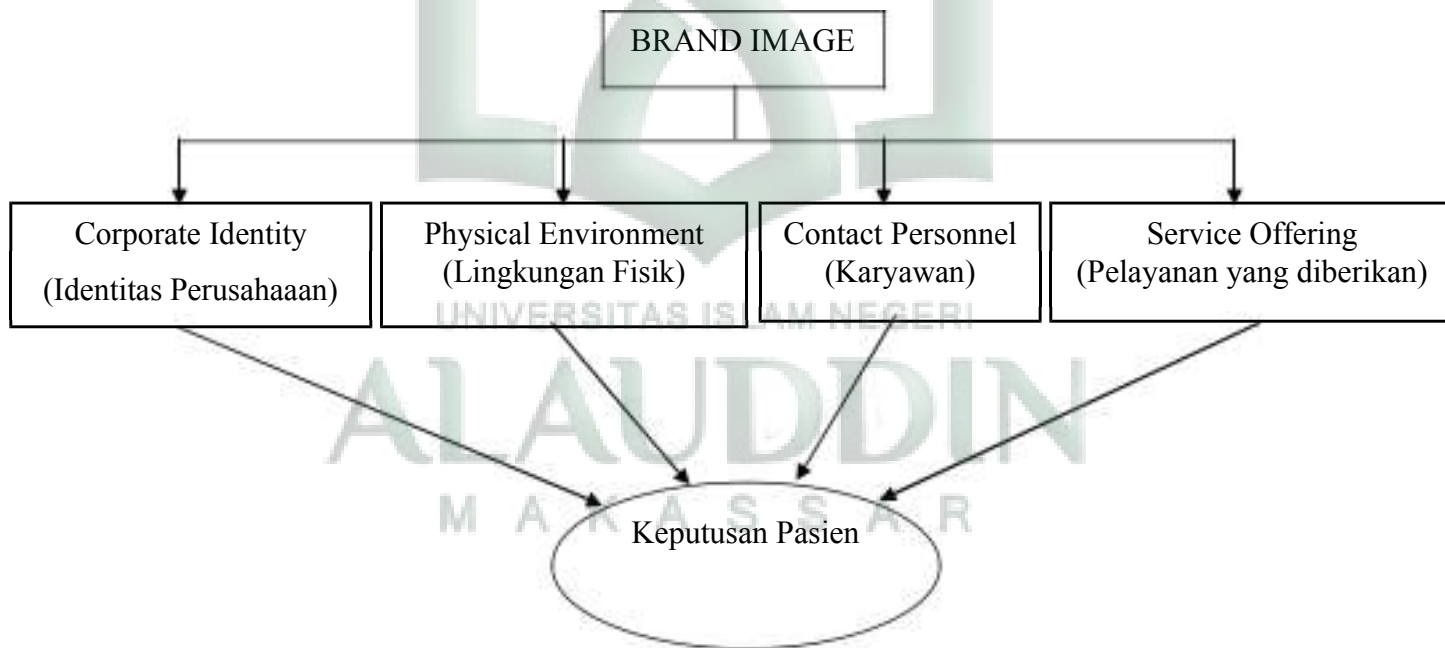 BRAND IMAGE
Corporate Identity
(Identitas Perusahaaan)
Physical Environment
(Lingkungan Fisik)
Contact Personnel
(Karyawan)
Service Offering
(Pelayanan yang diberikan)
UNIVERSITAS ISLAM NEGERI
ALAUDDIN
MAKASSAR
Keputusan Pasien